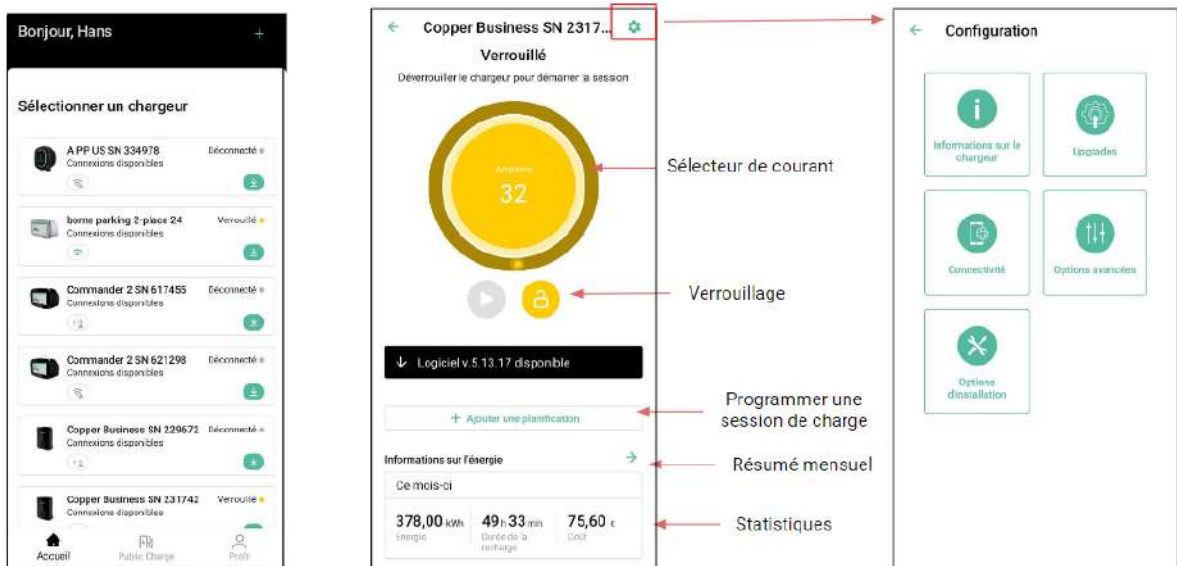 Bonjour, Hans
+
Sélectionner un chargeur
A PP US SN 334978
Déconnecté
Connexions disponibles
borne parking 2-place 24
Verrouillé
Connexions disponibles
Commander 2 SN 617455
Déconnecté
Connexions disponibles
Commander 2 SN 621298
Déconnecté
Connexions disponibles
Copper Business SN 229672
Déconnecté
Connexions disponibles
Copper Business SN 231742
Verrouillé
Connexions disponibles
Accueil
Public Charge
Profil
Copper Business SN 2317...
Verrouillé
Déverrouiller le chargeur pour démarrer la session
Ampères
32
Logiciel v.5.13.17 disponible
+ Ajouter une planification
Informations sur l'énergie
Ce mois-ci
378,00 kWh
Énergie
49 h 33 min
Durée de la
recharge
75,60 €
Coût
Sélecteur de courant
Verrouillage
Programmer une
session de charge
Résumé mensuel
Statistiques
Configuration
Informations sur le
chargeur
Upgrades
Connectivité
Options avancées
Options
d'installation